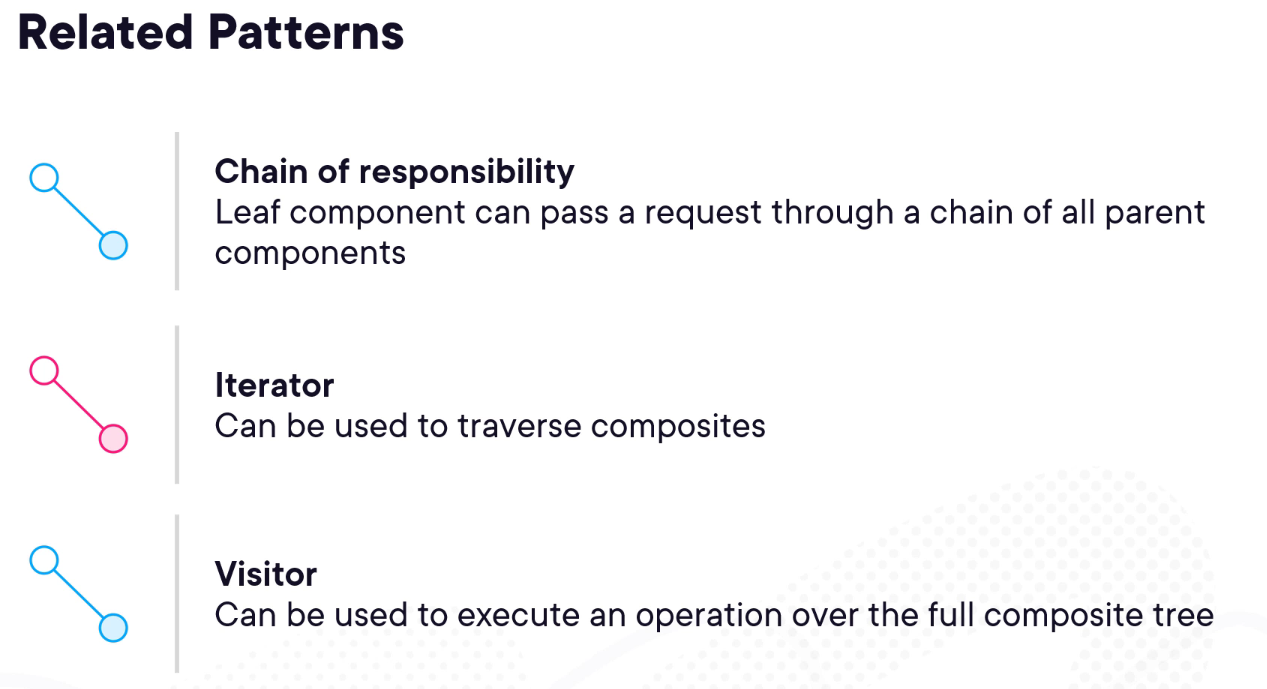 Related Patterns
Chain of responsibility
Leaf component can pass a request through a chain of all parent
components
Iterator
Can be used to traverse composites
Visitor
Can be used to execute an operation over the full composite tree